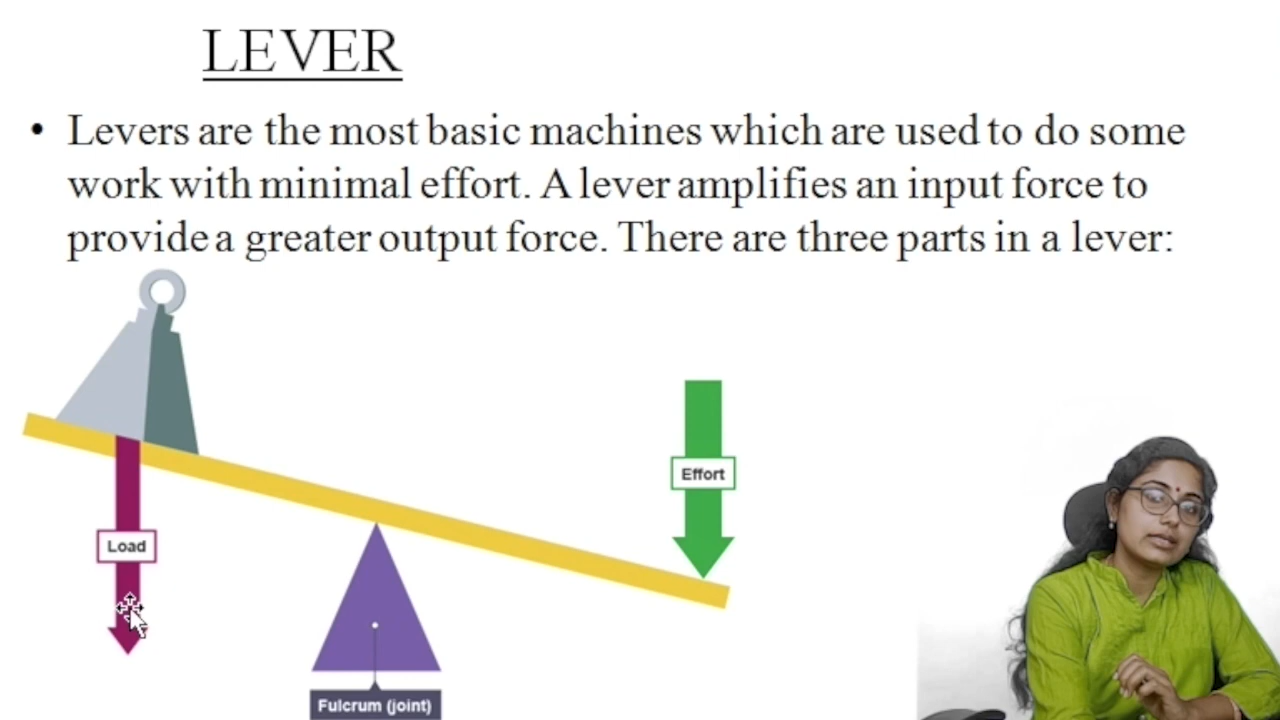 LEVER
• Levers are the most basic machines which are used to do some
work with minimal effort. A lever amplifies an input force to
provide a greater output force. There are three parts in a lever:
Effort
Load
Fulcrum (joint)